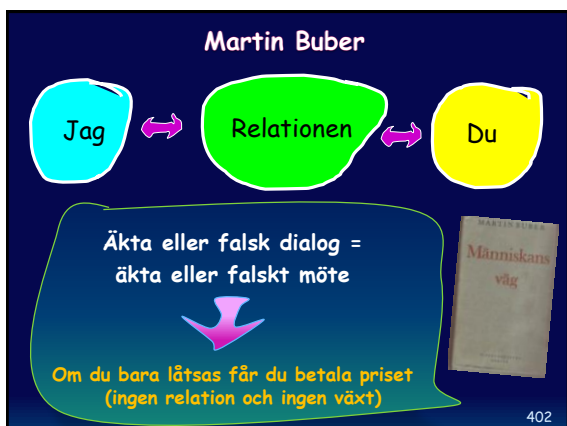 Martin Buber
Jag
Relationen
Du
Äkta eller falsk dialog =
äkta eller falskt möte
Om du bara låtsas får du betala priset
(ingen relation och ingen växt)
MARTIN BUBER
Människans
väg
402